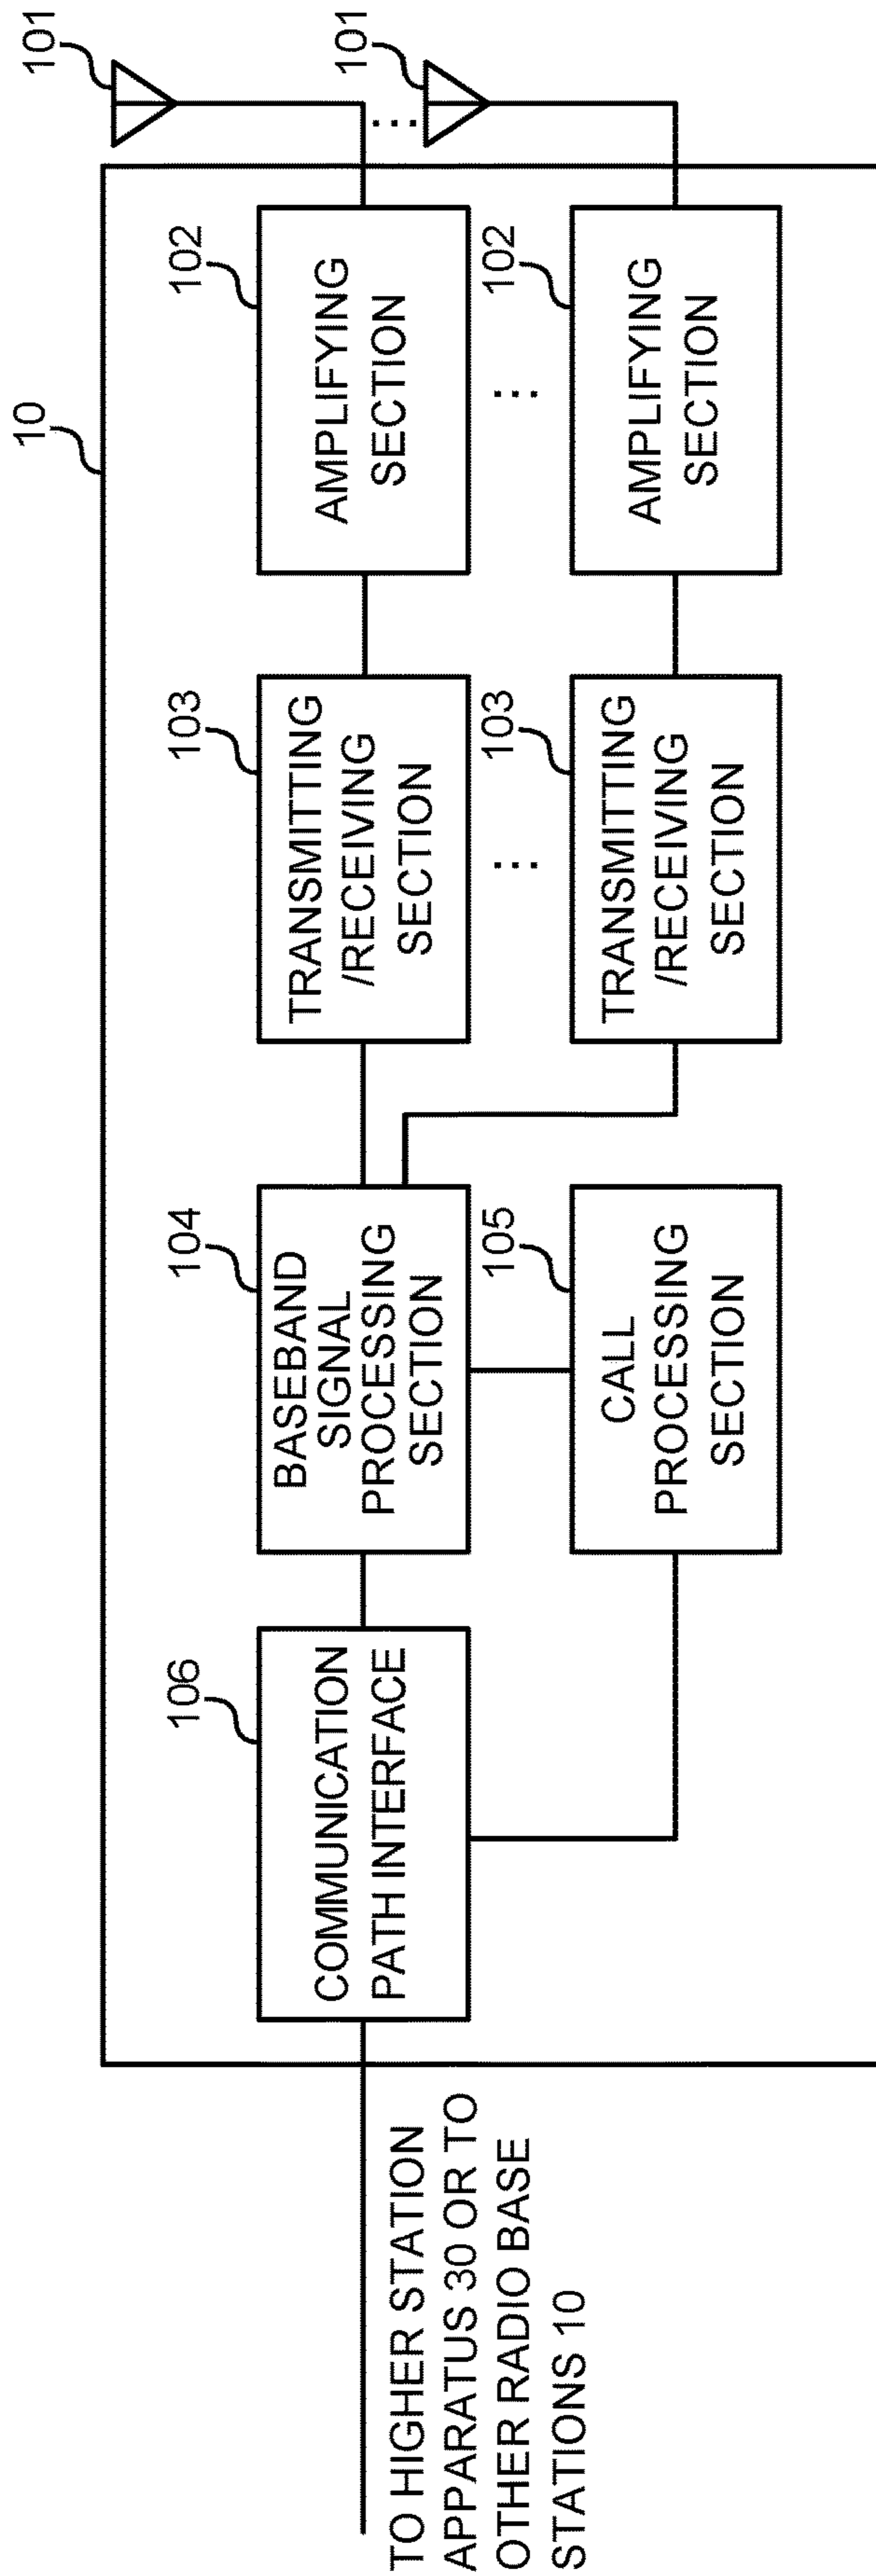 10
101
101
102
AMPLIFYING
SECTION
102
AMPLIFYING
SECTION
...
...
103
TRANSMITTING
/RECEIVING
SECTION
103
TRANSMITTING
/RECEIVING
SECTION
...
104
BASEBAND
SIGNAL
PROCESSING
SECTION
105
CALL
PROCESSING
SECTION
106
COMMUNICATION
PATH INTERFACE
TO HIGHER STATION
APPARATUS 30 OR TO
OTHER RADIO BASE
STATIONS 10